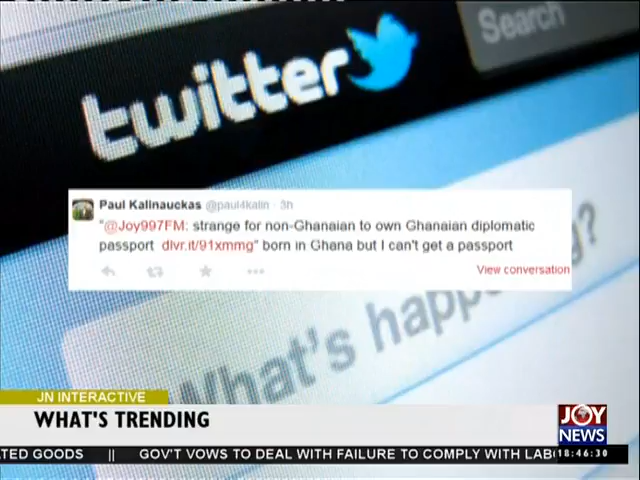 twitter
Search
Paul Kalinauckas @paul4kalin · 3h
"@Joy997FM: strange for non-Ghanaian to own Ghanaian diplomatic
passport dlvr.it/91xmmg" born in Ghana but I can't get a passport
View conversation
What's happ
?
JN INTERACTIVE
WHAT'S TRENDING
JOY
NEWS
18:46:30
TED GOODS || GOV'T VOWS TO DEAL WITH FAILURE TO COMPLY WITH LAB